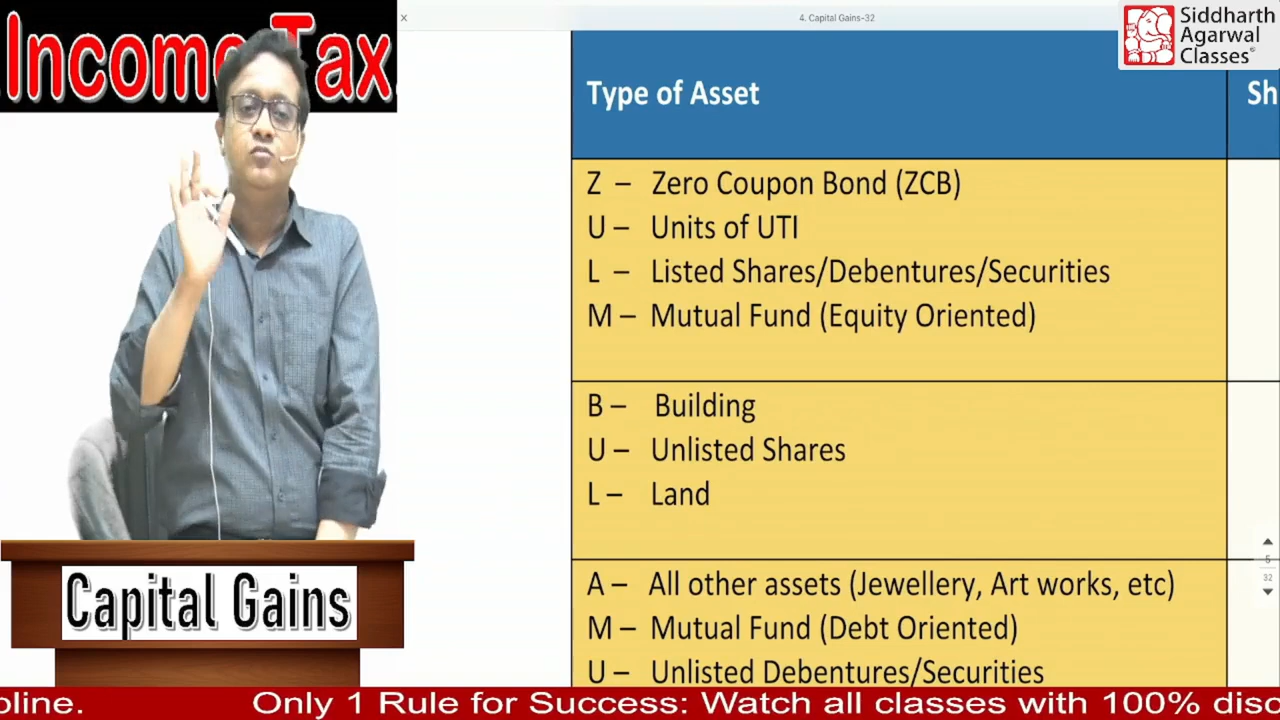 Income Tax
4. Capital Gains-32
Siddharth
Agarwal
Classes
Type of Asset
Sh
Z – Zero Coupon Bond (ZCB)
U – Units of UTI
L – Listed Shares/Debentures/Securities
M – Mutual Fund (Equity Oriented)
B – Building
U – Unlisted Shares
L – Land
A – All other assets (Jewellery, Art works, etc)
M – Mutual Fund (Debt Oriented)
U – Unlisted Debentures/Securities
5
32
Capital Gains
pline. Only 1 Rule for Success: Watch all classes with 100% disc